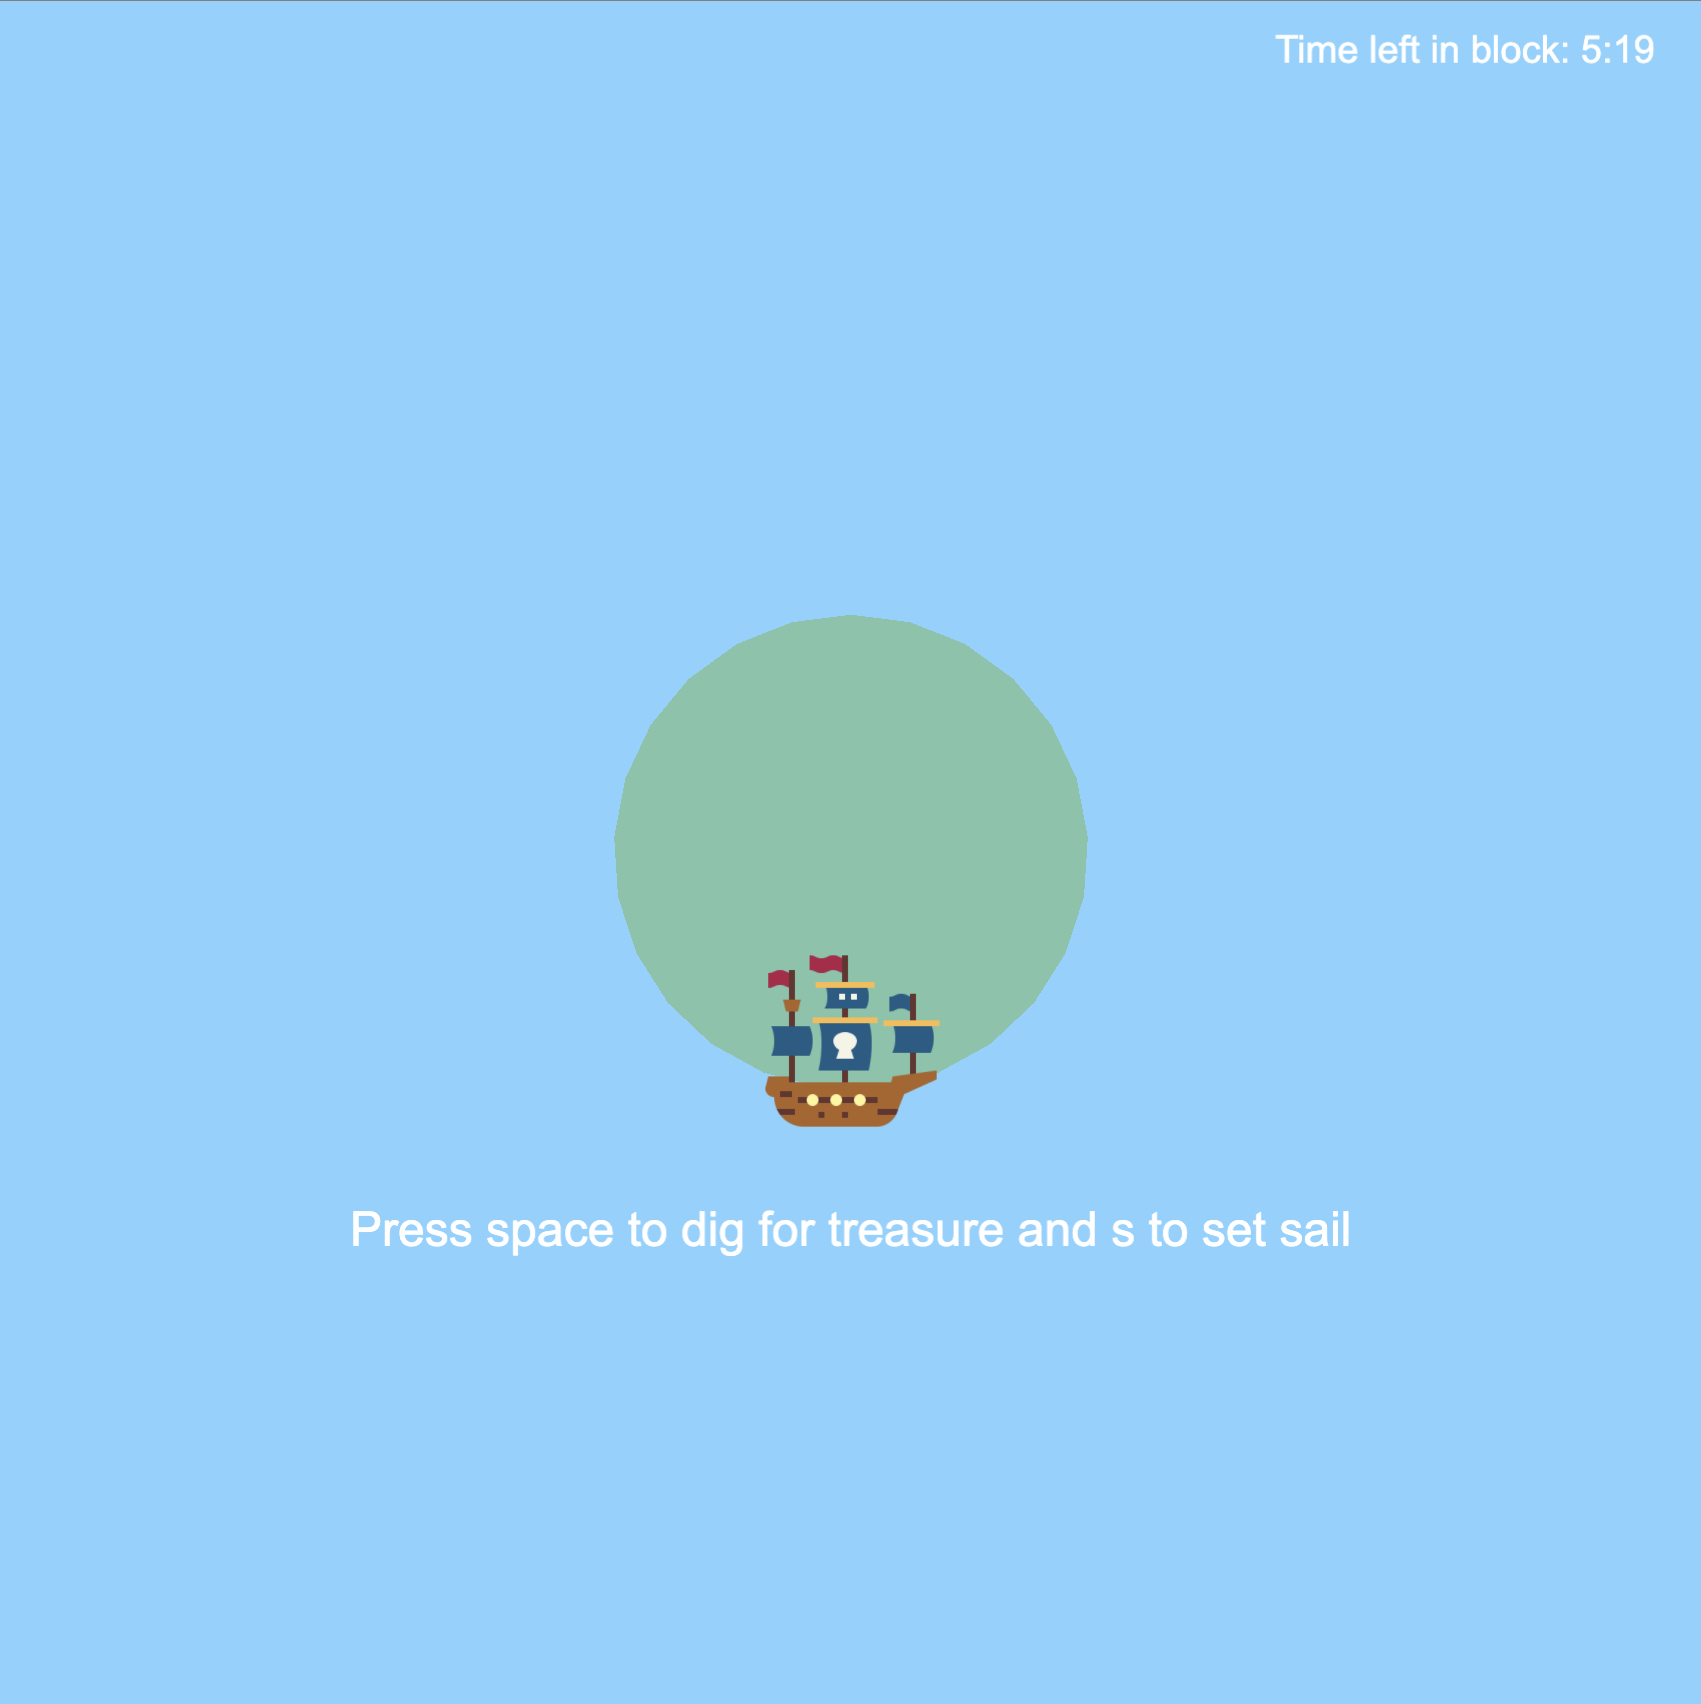 Time left in block: 5:19
Press space to dig for treasure and s to set sail